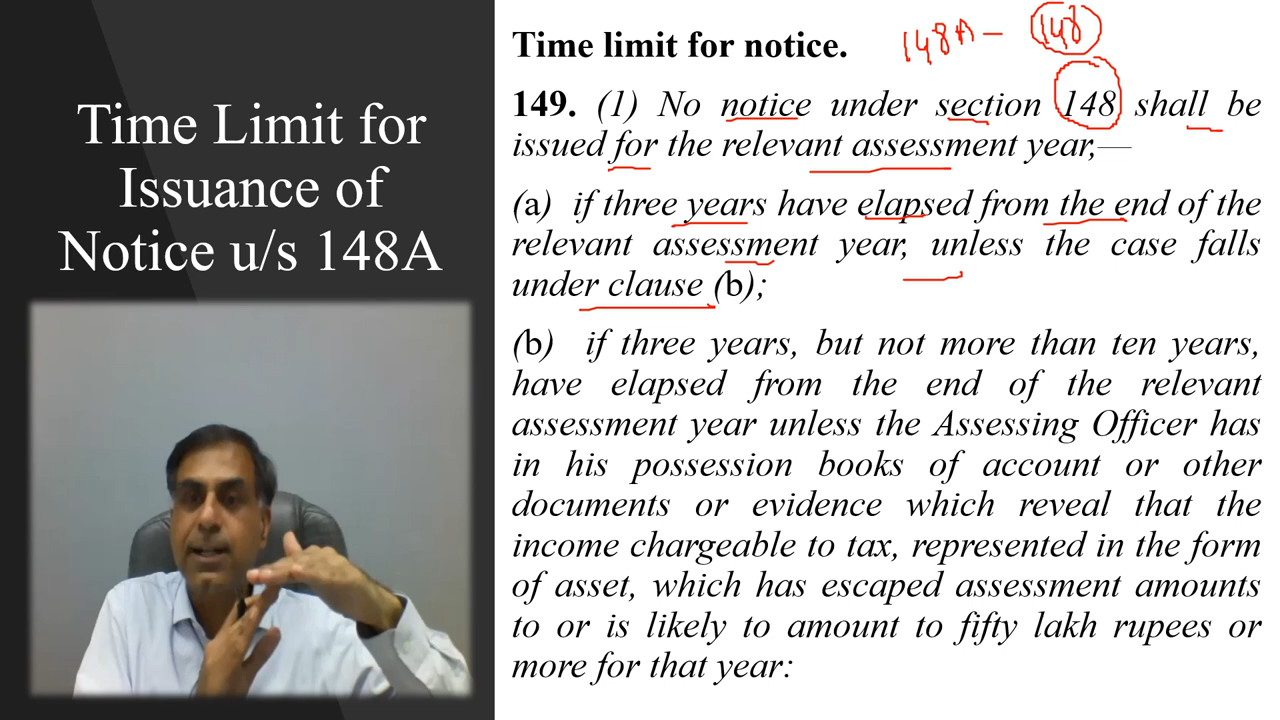 Time Limit for
Issuance of
Notice u/s 148A
Time limit for notice. 148A – 148
149. (1) No notice under section 148 shall be
issued for the relevant assessment year,—
(a) if three years have elapsed from the end of the
relevant assessment year, unless the case falls
under clause (b);
(b) if three years, but not more than ten years,
have elapsed from the end of the relevant
assessment year unless the Assessing Officer has
in his possession books of account or other
documents or evidence which reveal that the
income chargeable to tax, represented in the form
of asset, which has escaped assessment amounts
to or is likely to amount to fifty lakh rupees or
more for that year: